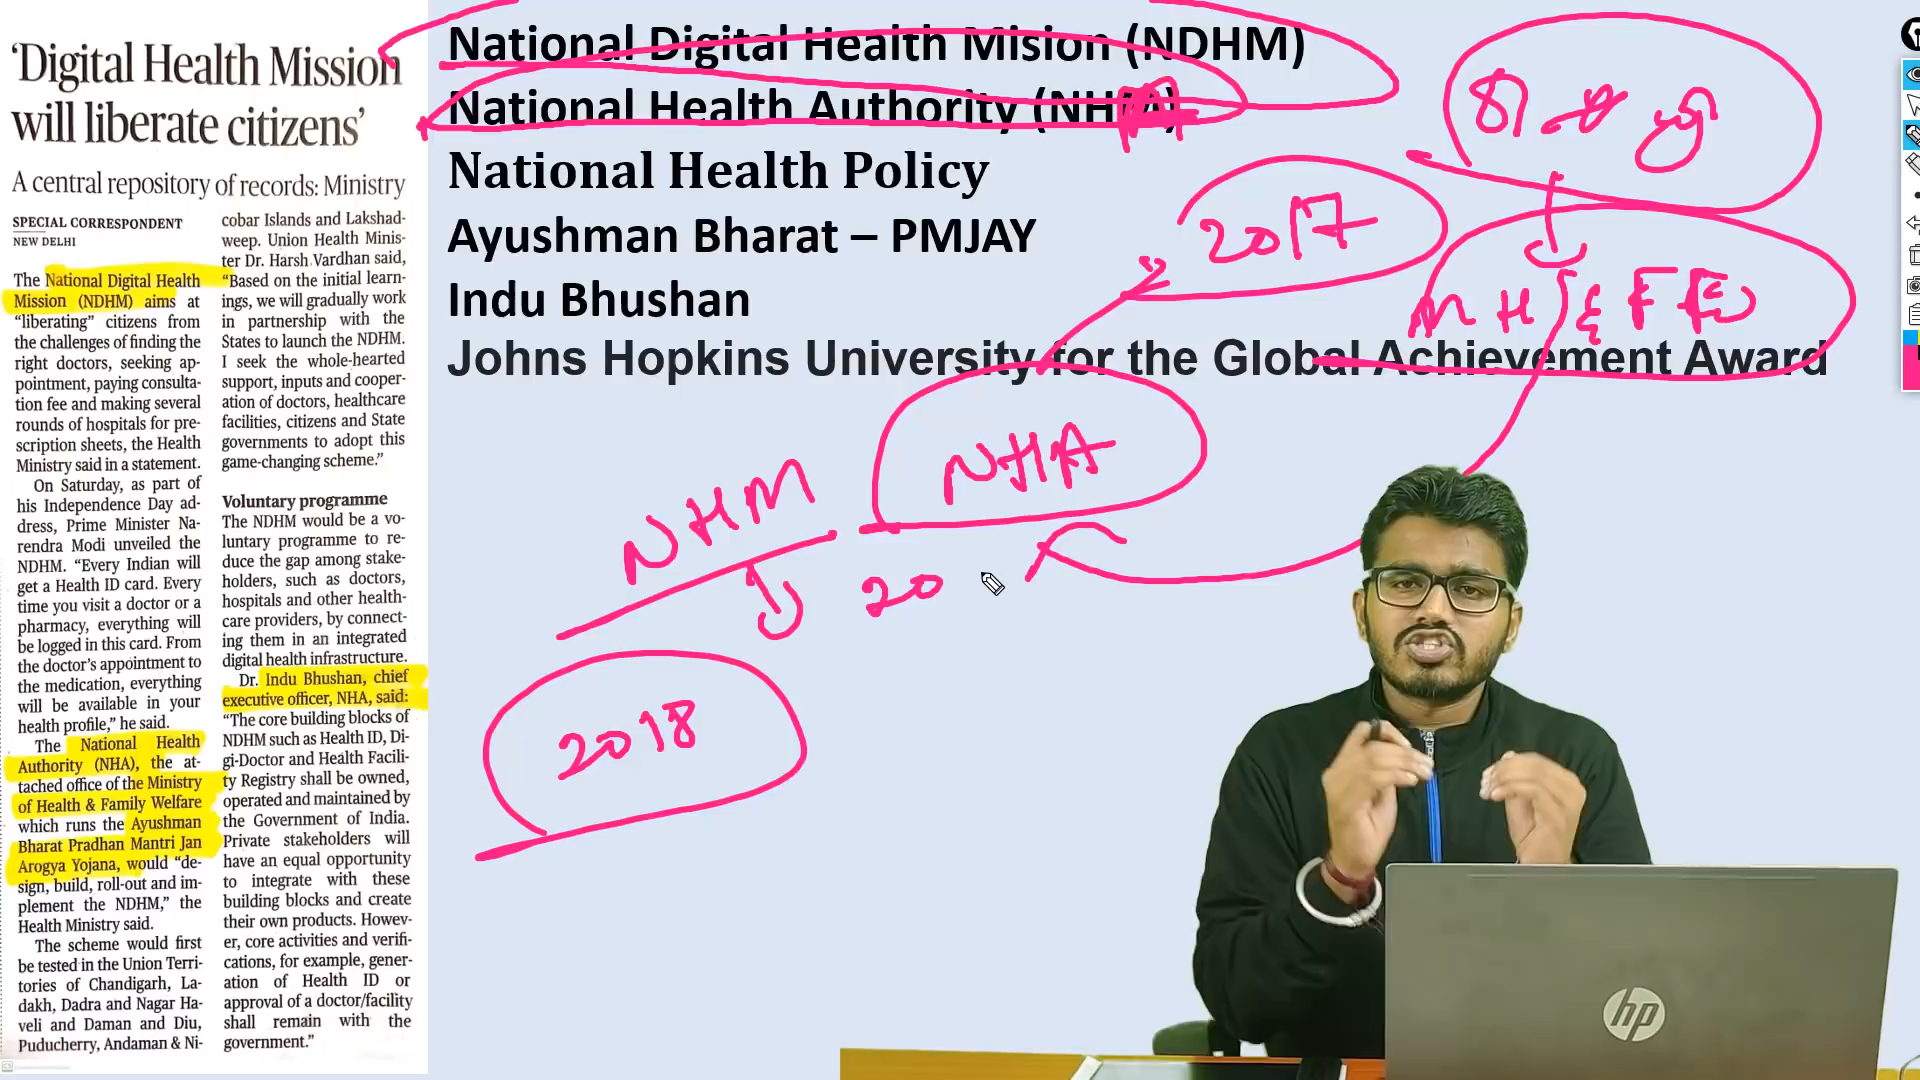 ‘Digital Health Mission
will liberate citizens’
A central repository of records: Ministry
SPECIAL CORRESPONDENT
NEW DELHI
The National Digital Health
Mission (NDHM) aims at
“liberating” citizens from
the challenges of finding the
right doctors, seeking ap-
pointment, paying consulta-
tion fee and making several
rounds of hospitals for pre-
scription sheets, the Health
Ministry said in a statement.
On Saturday, as part of
his Independence Day ad-
dress, Prime Minister Na-
rendra Modi unveiled the
NDHM. “Every Indian will
get a Health ID card. Every
time you visit a doctor or a
pharmacy, everything will
be logged in this card. From
the doctor’s appointment to
the medication, everything
will be available in your
health profile,” he said.
The National Health
Authority (NHA), the at-
tached office of the Ministry
of Health & Family Welfare
which runs the Ayushman
Bharat Pradhan Mantri Jan
Arogya Yojana, would “de-
sign, build, roll-out and im-
plement the NDHM,” the
Health Ministry said.
The scheme would first
be tested in the Union Terri-
tories of Chandigarh, La-
dakh, Dadra and Nagar Ha-
veli and Daman and Diu,
Puducherry, Andaman & Ni-
cobar Islands and Lakshad-
weep. Union Health Minis-
ter Dr. Harsh Vardhan said,
“Based on the initial learn-
ings, we will gradually work
in partnership with the
States to launch the NDHM.
I seek the whole-hearted
support, inputs and cooper-
ation of doctors, healthcare
facilities, citizens and State
governments to adopt this
game-changing scheme.”
Voluntary programme
The NDHM would be a vo-
luntary programme to re-
duce the gap among stake-
holders, such as doctors,
hospitals and other health-
care providers, by connect-
ing them in an integrated
digital health infrastructure.
Dr. Indu Bhushan, chief
executive officer, NHA, said:
“The core building blocks of
NDHM such as Health ID, Di-
gi-Doctor and Health Facili-
ty Registry shall be owned,
operated and maintained by
the Government of India.
Private stakeholders will
have an equal opportunity
to integrate with these
building blocks and create
their own products. Howev-
er, core activities and verifi-
cations, for example, gener-
ation of Health ID or
approval of a doctor/facility
shall remain with the
government.”
National Digital Health Mision (NDHM)
National Health Authority (NHA)
National Health Policy
Ayushman Bharat – PMJAY
Indu Bhushan
Johns Hopkins University for the Global Achievement Award
2017
MH & FW
NHA
NHM
20
2018
hp